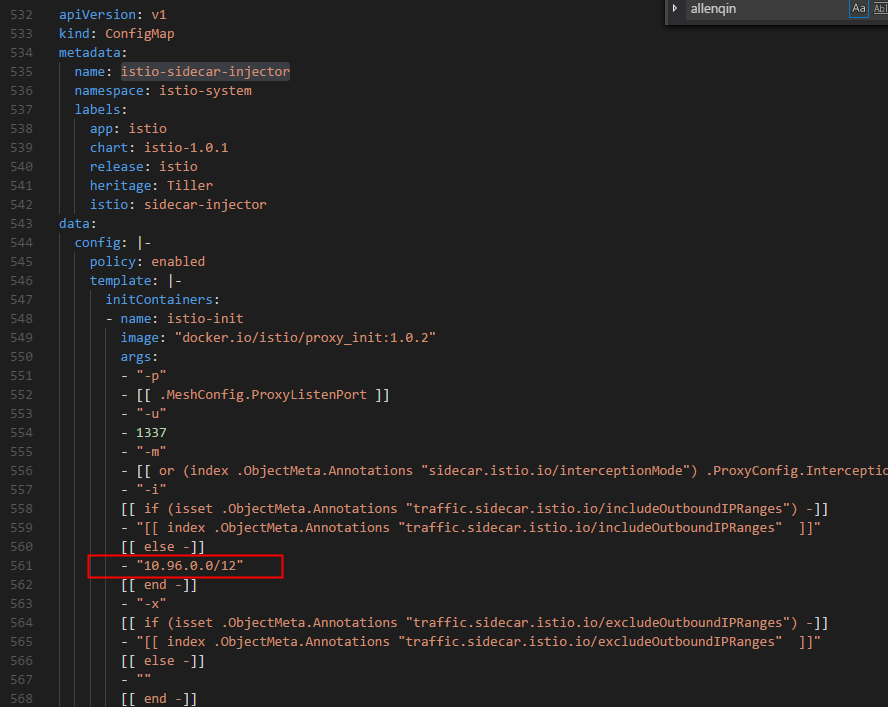 allenqin Aa Abl
532 apiVersion: v1
533 kind: ConfigMap
534 metadata:
535   name: istio-sidecar-injector
536   namespace: istio-system
537   labels:
538     app: istio
539     chart: istio-1.0.1
540     release: istio
541     heritage: Tiller
542     istio: sidecar-injector
543 data:
544   config: |-
545     policy: enabled
546     template: |-
547       initContainers:
548       - name: istio-init
549         image: "docker.io/istio/proxy_init:1.0.2"
550         args:
551         - "-p"
552         - [[ .MeshConfig.ProxyListenPort ]]
553         - "-u"
554         - 1337
555         - "-m"
556         - [[ or (index .ObjectMeta.Annotations "sidecar.istio.io/interceptionMode") .ProxyConfig.Interceptio
557         - "-i"
558         [[ if (isset .ObjectMeta.Annotations "traffic.sidecar.istio.io/includeOutboundIPRanges") -]]
559         - "[[ index .ObjectMeta.Annotations "traffic.sidecar.istio.io/includeOutboundIPRanges"  ]]"
560         [[ else -]]
561         - "10.96.0.0/12"
562         [[ end -]]
563         - "-x"
564         [[ if (isset .ObjectMeta.Annotations "traffic.sidecar.istio.io/excludeOutboundIPRanges") -]]
565         - "[[ index .ObjectMeta.Annotations "traffic.sidecar.istio.io/excludeOutboundIPRanges"  ]]"
566         [[ else -]]
567         - ""
568         [[ end -]]